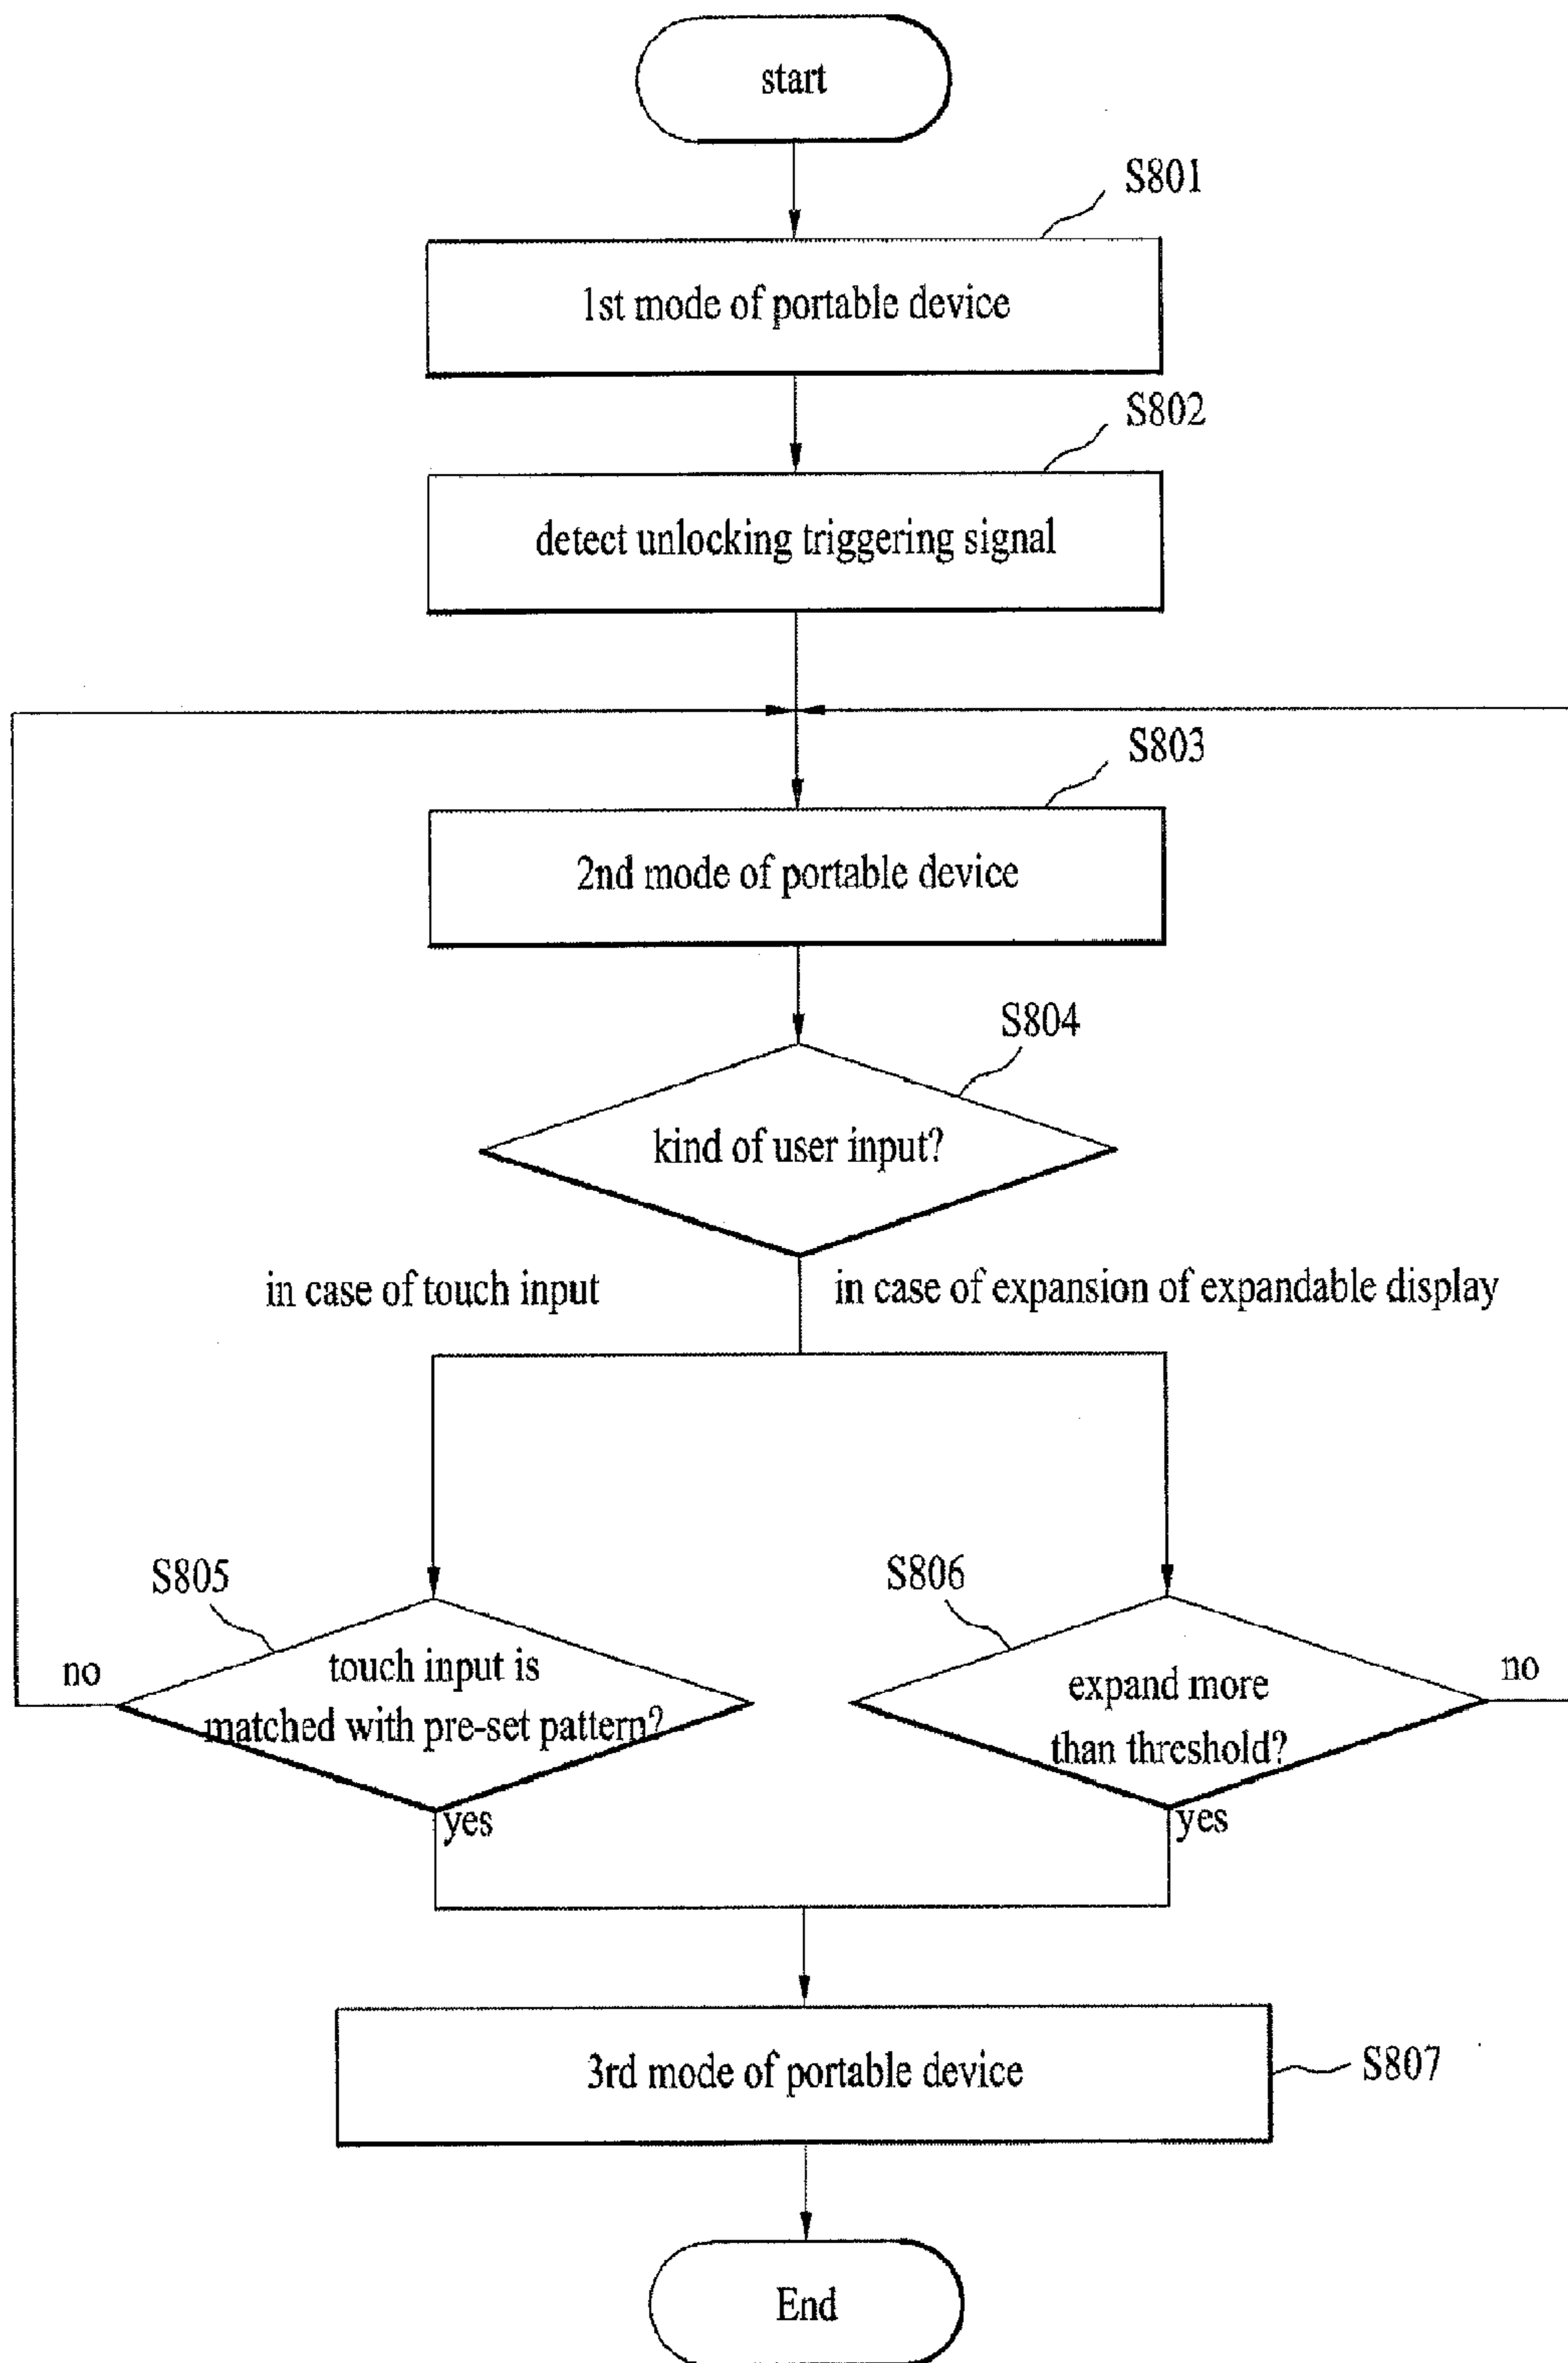 start
S801
1st mode of portable device
S802
detect unlocking triggering signal
S803
2nd mode of portable device
S804
kind of user input?
in case of touch input
in case of expansion of expandable display
S805
S806
no
touch input is
matched with pre-set pattern?
expand more
than threshold?
no
yes
yes
3rd mode of portable device
S807
End